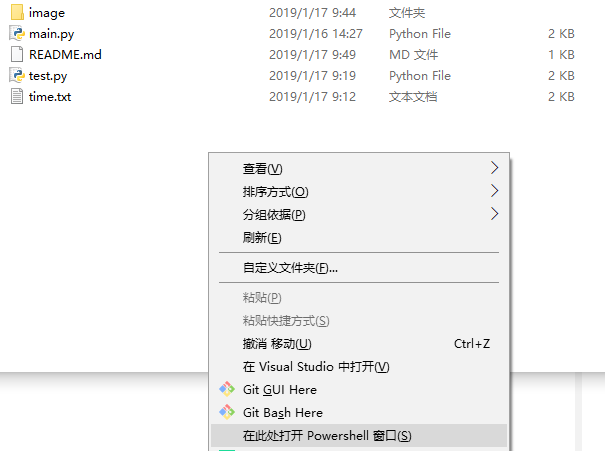 image 2019/1/17 9:44 文件夹
main.py 2019/1/16 14:27 Python File 2 KB
README.md 2019/1/17 9:49 MD 文件 1 KB
test.py 2019/1/17 9:19 Python File 2 KB
time.txt 2019/1/17 9:12 文本文档 2 KB
查看(V)
排序方式(O)
分组依据(P)
刷新(E)
自定义文件夹(F)...
粘贴(P)
粘贴快捷方式(S)
撤消 移动(U) Ctrl+Z
在 Visual Studio 中打开(V)
Git GUI Here
Git Bash Here
在此处打开 Powershell 窗口(S)